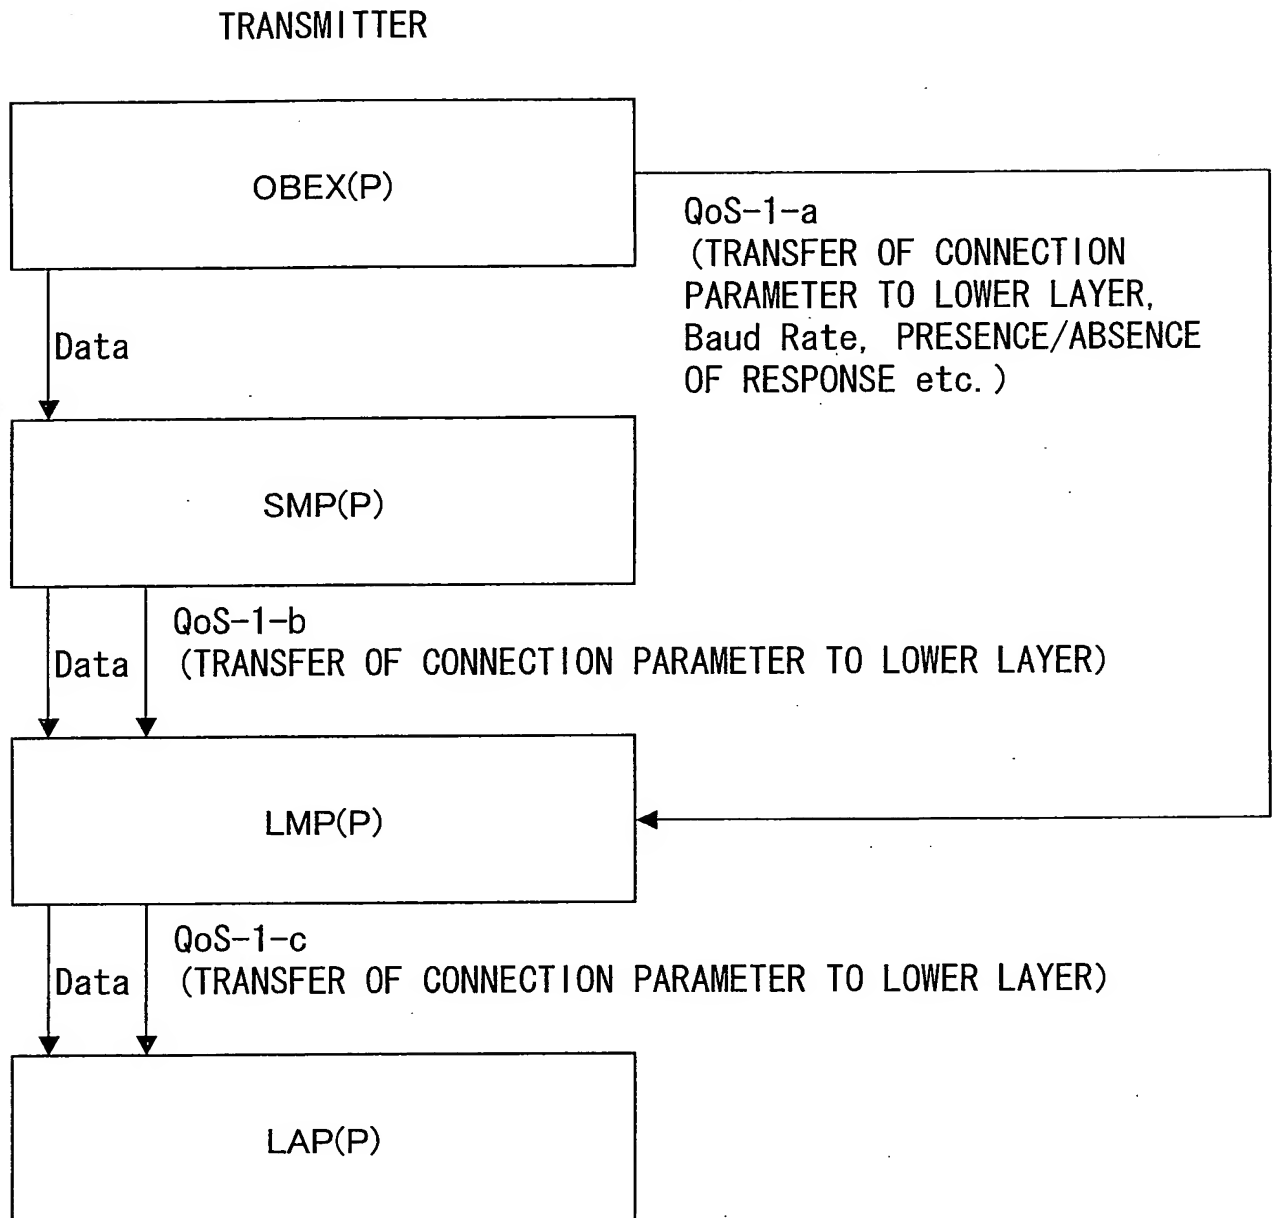 TRANSMITTER
OBEX(P)
QoS-1-a
(TRANSFER OF CONNECTION
PARAMETER TO LOWER LAYER,
Baud Rate, PRESENCE/ABSENCE
OF RESPONSE etc.)
Data
SMP(P)
QoS-1-b
Data
(TRANSFER OF CONNECTION PARAMETER TO LOWER LAYER)
LMP(P)
QoS-1-c
Data
(TRANSFER OF CONNECTION PARAMETER TO LOWER LAYER)
LAP(P)